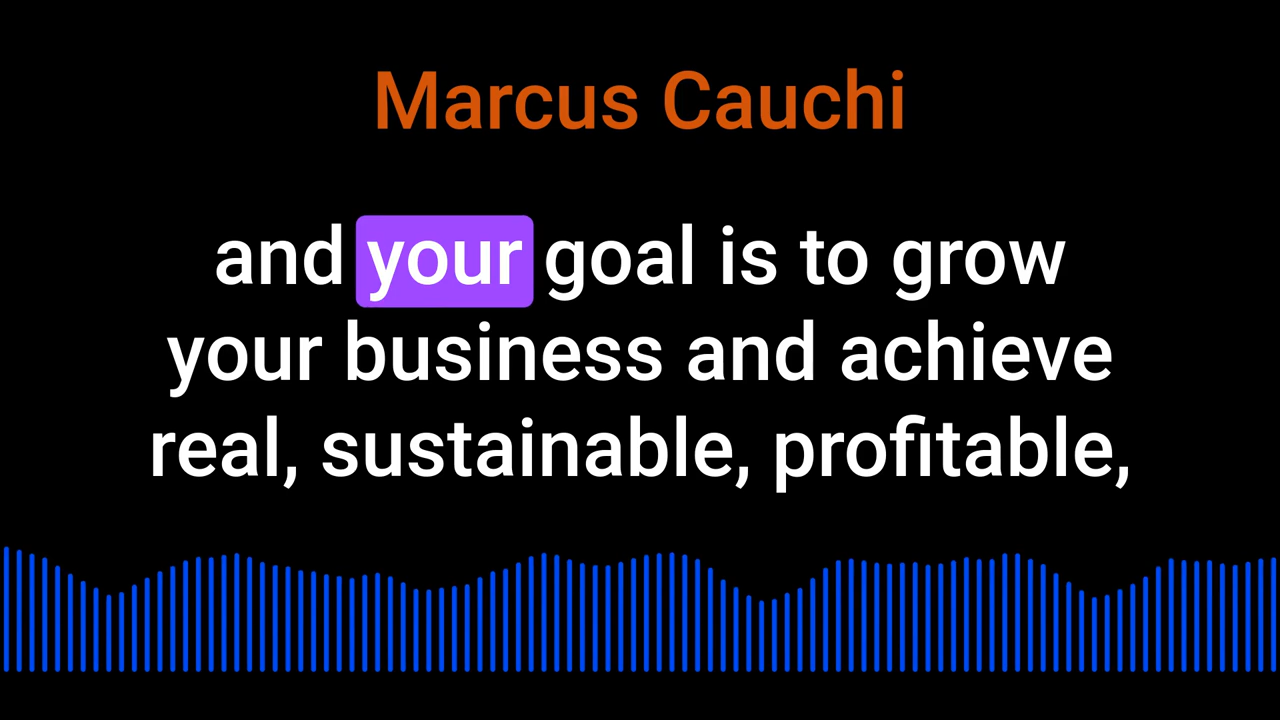 Marcus Cauchi
and your goal is to grow
your business and achieve
real, sustainable, profitable,